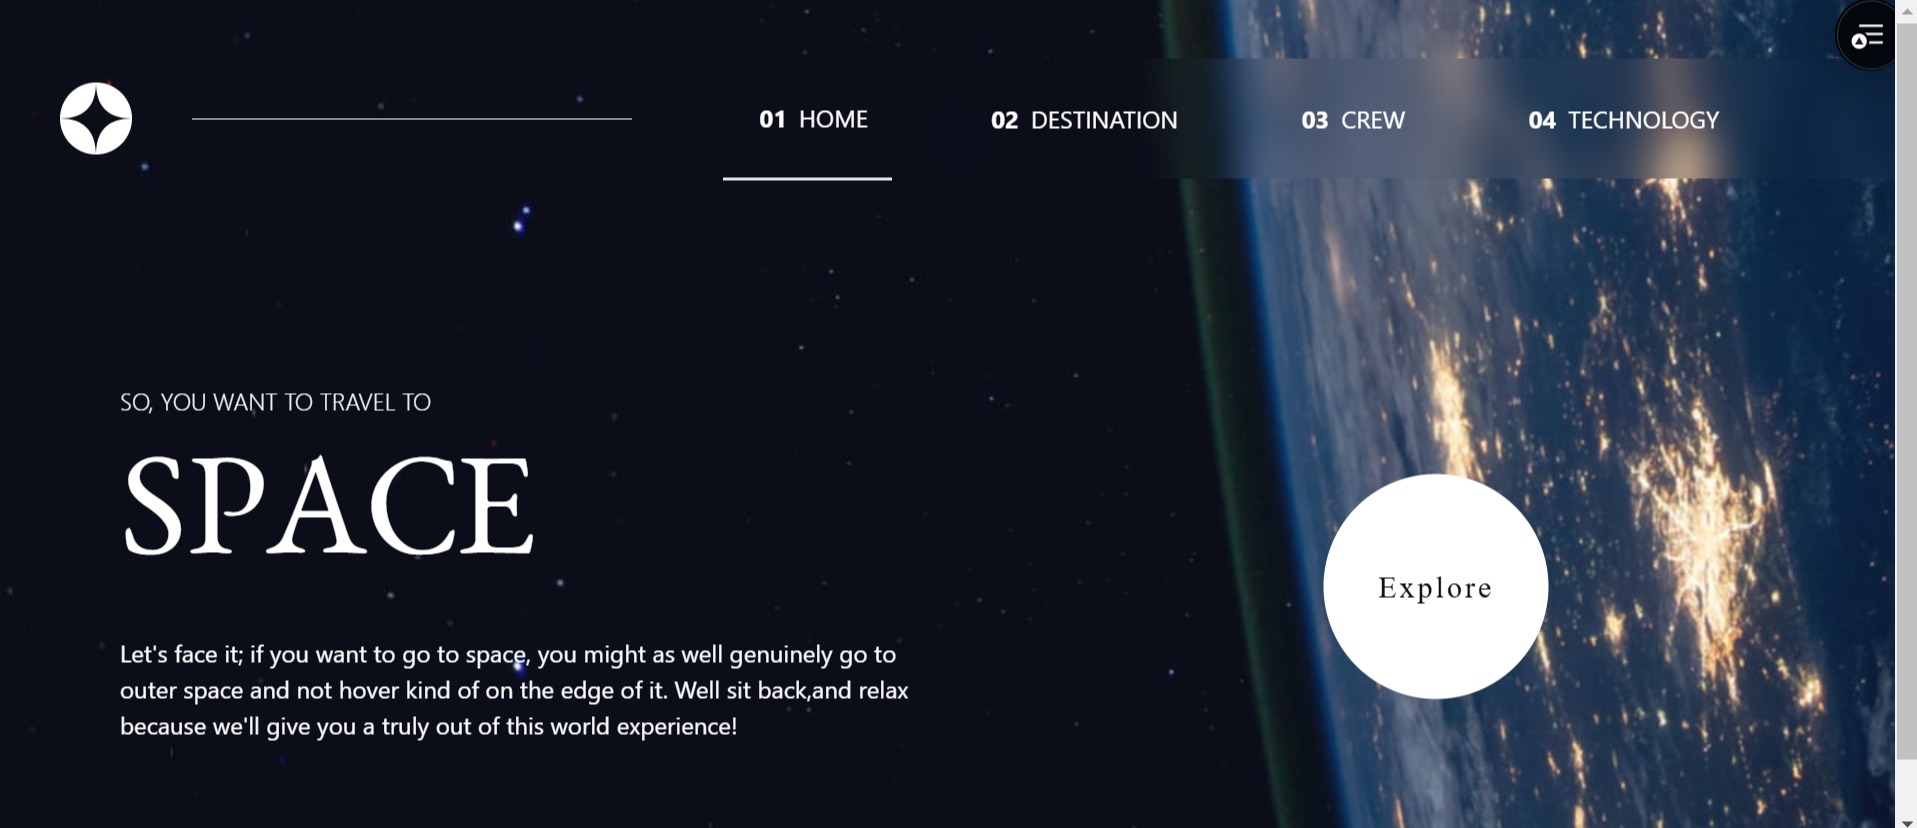 01 HOME 02 DESTINATION 03 CREW 04 TECHNOLOGY
SO, YOU WANT TO TRAVEL TO
SPACE
Let's face it; if you want to go to space, you might as well genuinely go to
outer space and not hover kind of on the edge of it. Well sit back,and relax
because we'll give you a truly out of this world experience!
Explore